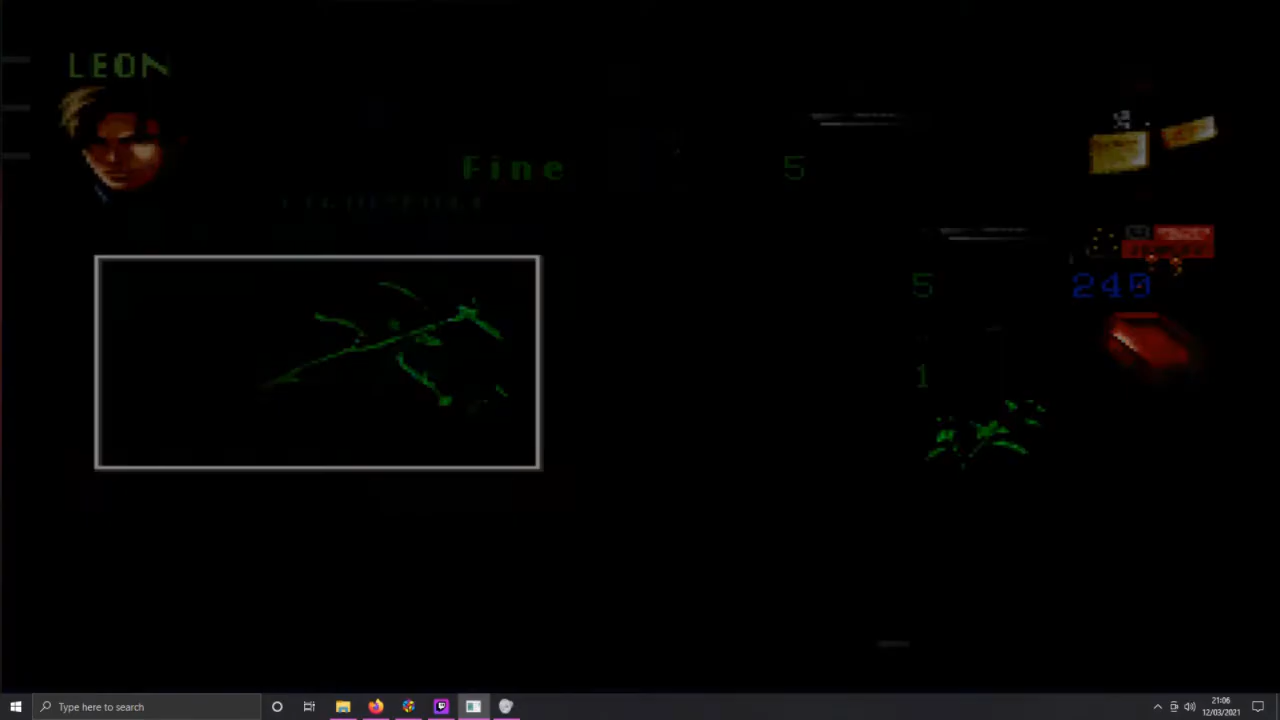 LEON
Fine 5
5 240
1
Type here to search
21:06
12/03/2021